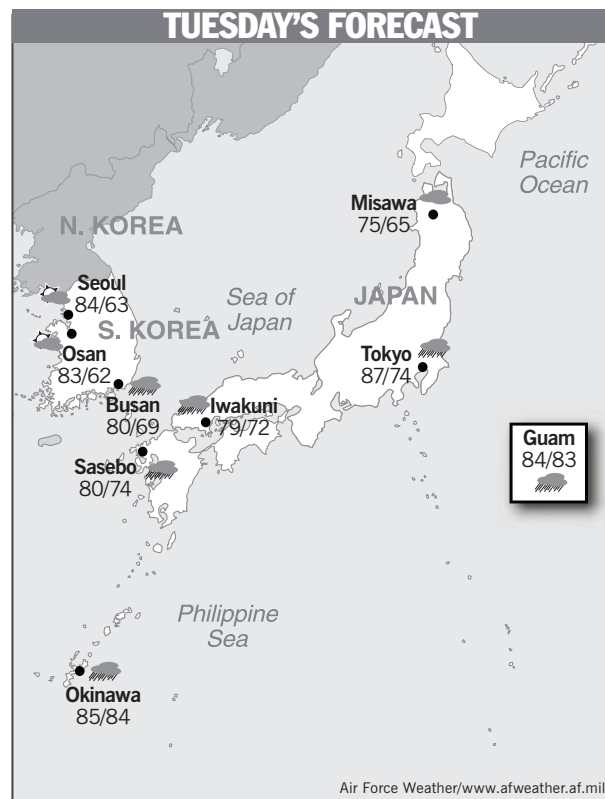 TUESDAY'S FORECAST
Pacific
Ocean
Misawa
75/65
N. KOREA
Seoul
84/63
Sea of
Japan
JAPAN
S. KOREA
Osan
83/62
Tokyo
87/74
Busan
80/69
Iwakuni
79/72
Guam
84/83
Sasebo
80/74
Philippine
Sea
Okinawa
85/84
Air Force Weather/www.afweather.af.mil